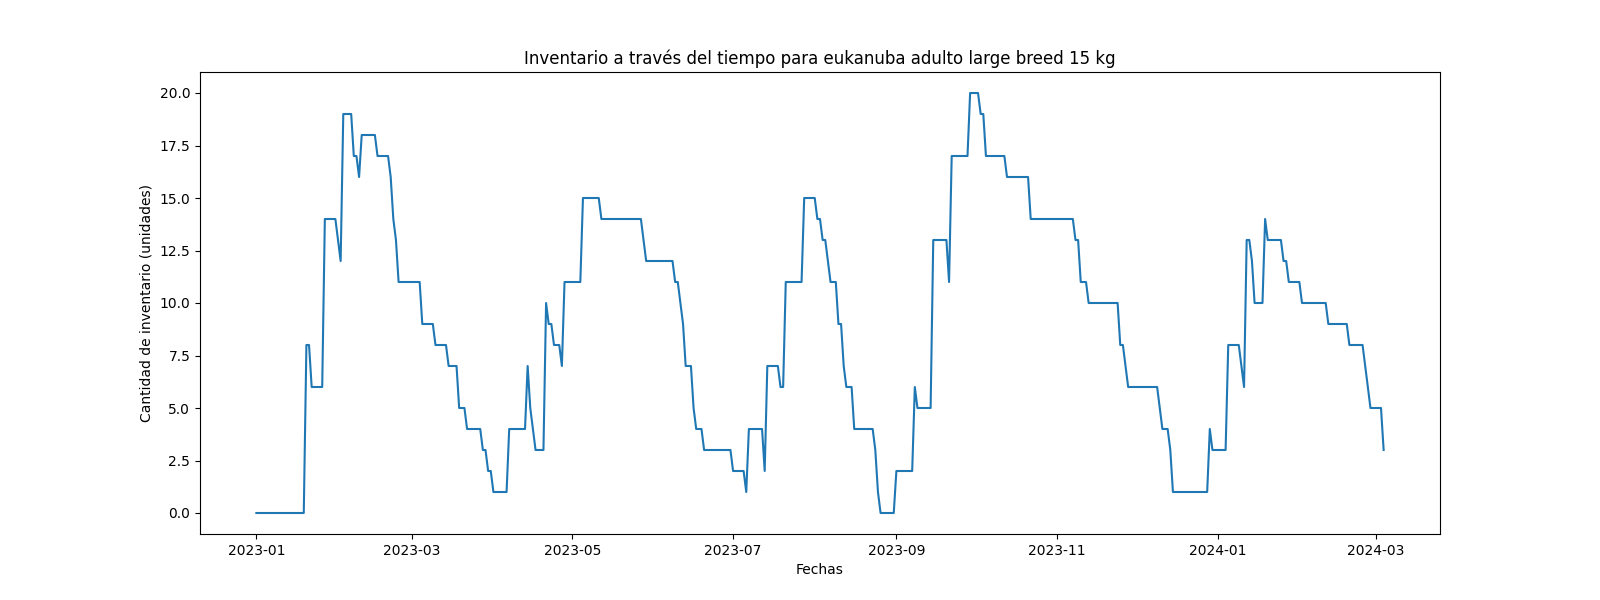 Inventario a través del tiempo para eukanuba adulto large breed 15 kg
20.0
17.5
15.0
12.5
10.0
7.5
5.0
2.5
0.0
Cantidad de inventario (unidades)
2023-01 2023-03 2023-05 2023-07 2023-09 2023-11 2024-01 2024-03
Fechas